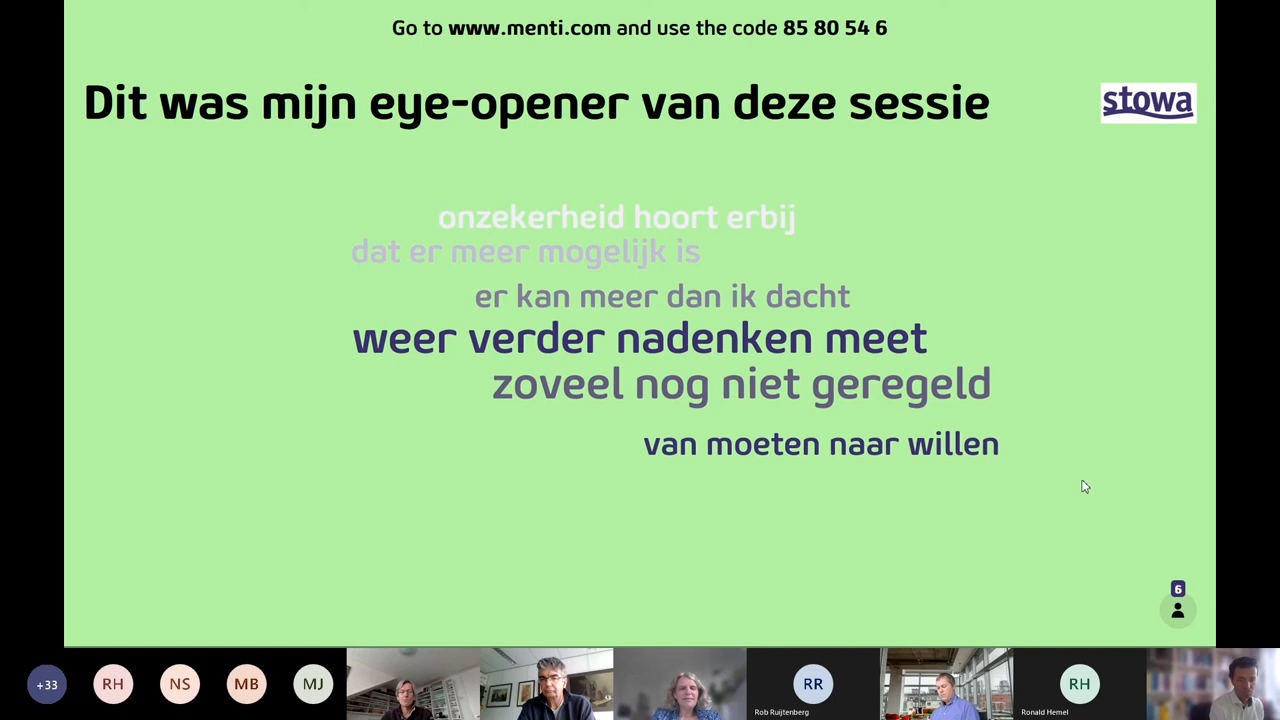 Go to www.menti.com and use the code 85 80 54 6
Dit was mijn eye-opener van deze sessie
stowa
onzekerheid hoort erbij
dat er meer mogelijk is
er kan meer dan ik dacht
weer verder nadenken meet
zoveel nog niet geregeld
van moeten naar willen
6
+33
RH
NS
MB
MJ
RR
Rob Ruijtenberg
RH
Ronald Hemel